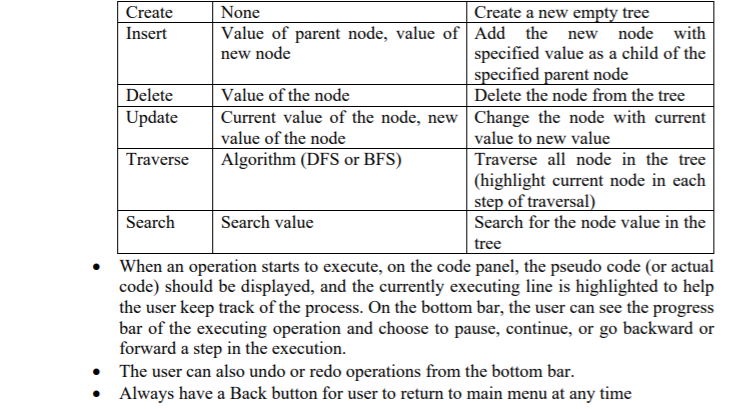 Create None Create a new empty tree
Insert Value of parent node, value of Add the new node with
new node specified value as a child of the
specified parent node
Delete Value of the node Delete the node from the tree
Update Current value of the node, new Change the node with current
value of the node value to new value
Traverse Algorithm (DFS or BFS) Traverse all node in the tree
(highlight current node in each
step of traversal)
Search Search value Search for the node value in the
tree
• When an operation starts to execute, on the code panel, the pseudo code (or actual
code) should be displayed, and the currently executing line is highlighted to help
the user keep track of the process. On the bottom bar, the user can see the progress
bar of the executing operation and choose to pause, continue, or go backward or
forward a step in the execution.
• The user can also undo or redo operations from the bottom bar.
• Always have a Back button for user to return to main menu at any time